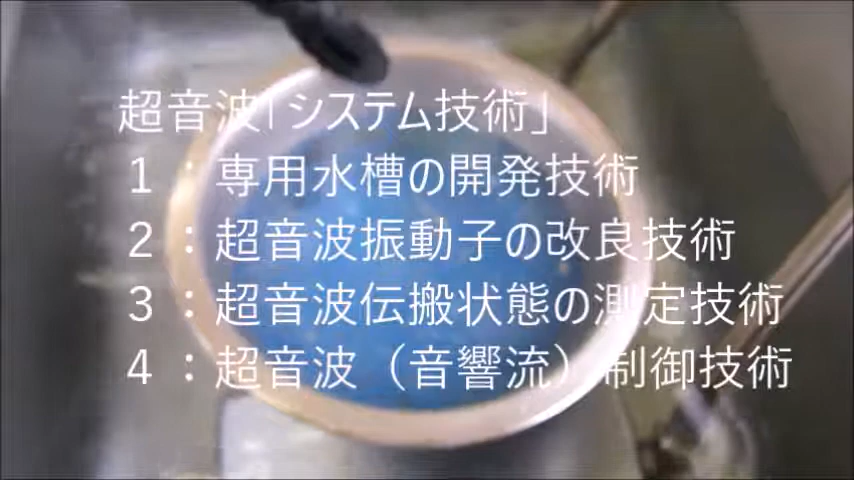 超音波「システム技術」
１：専用水槽の開発技術
２：超音波振動子の改良技術
３：超音波伝搬状態の測定技術
４：超音波（音響流）制御技術